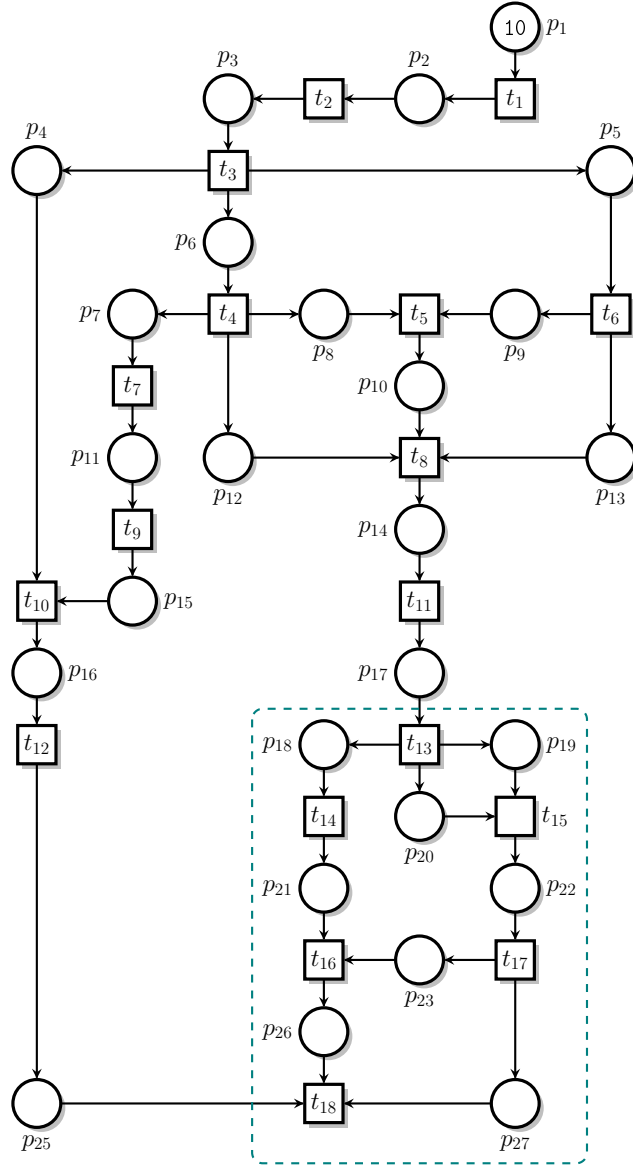 10 p₁
p₃ p₂
t₂ t₁
p₄ p₅
t₃
p₆
p₇ t₄ t₅ t₆
p₈ p₉
t₇ p₁₀
p₁₁ t₈
p₁₂ p₁₃
t₉ p₁₄
t₁₀ p₁₅ t₁₁
p₁₆ p₁₇
t₁₂ p₁₈ t₁₃ p₁₉
t₁₄ t₁₅
p₂₀
p₂₁ p₂₂
t₁₆ t₁₇
p₂₃
p₂₆
t₁₈
p₂₅ p₂₇